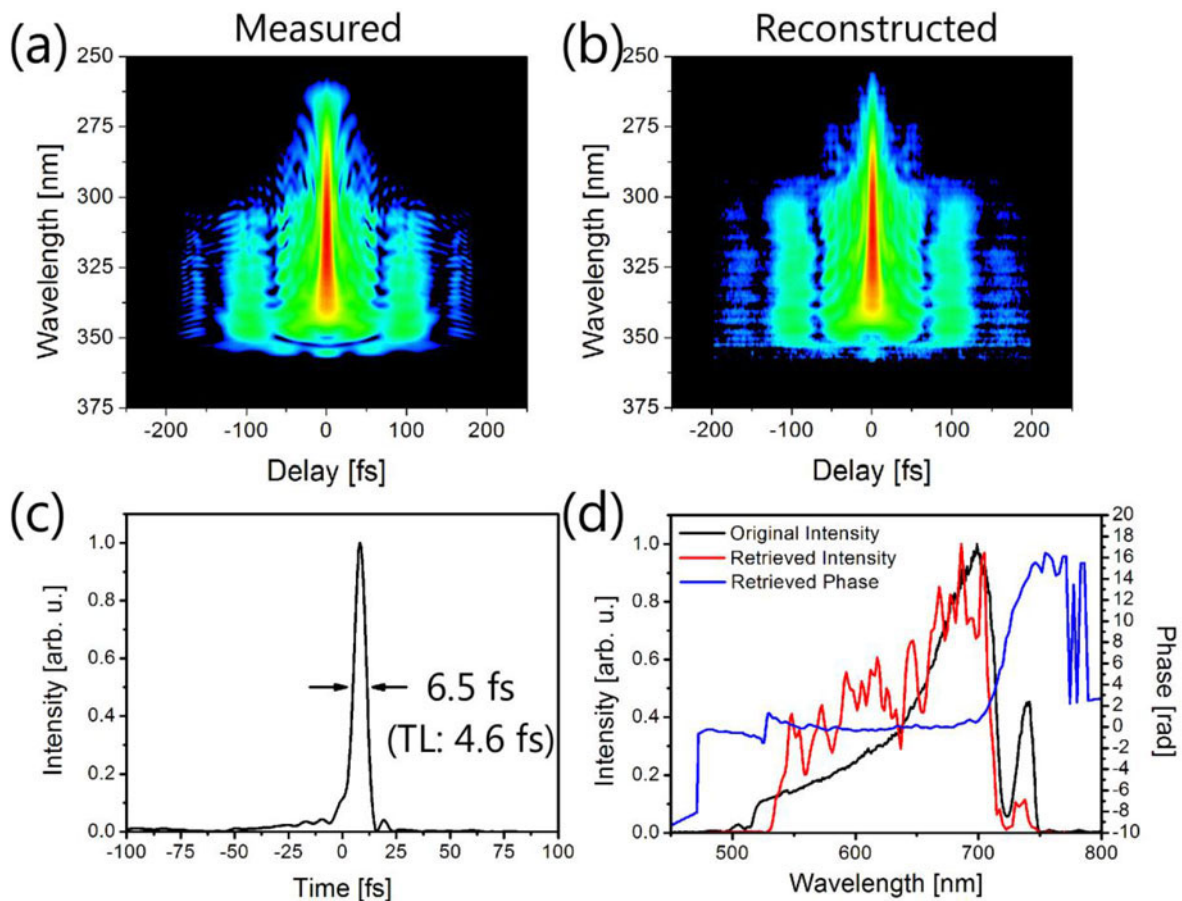 (a)
Measured
250
275
300
325
350
375
Wavelength [nm]
-200 -100 0 100 200
Delay [fs]
(b)
Reconstructed
250
275
300
325
350
375
Wavelength [nm]
-200 -100 0 100 200
Delay [fs]
(c)
1.0
0.8
0.6
0.4
0.2
0.0
Intensity [arb. u.]
6.5 fs
(TL: 4.6 fs)
-100 -75 -50 -25 0 25 50 75 100
Time [fs]
(d)
Original Intensity
Retrieved Intensity
Retrieved Phase
1.0
0.8
0.6
0.4
0.2
0.0
Intensity [arb. u.]
20
18
16
14
12
10
8
6
4
2
0
-2
-4
-6
-8
-10
Phase [rad]
500 600 700 800
Wavelength [nm]